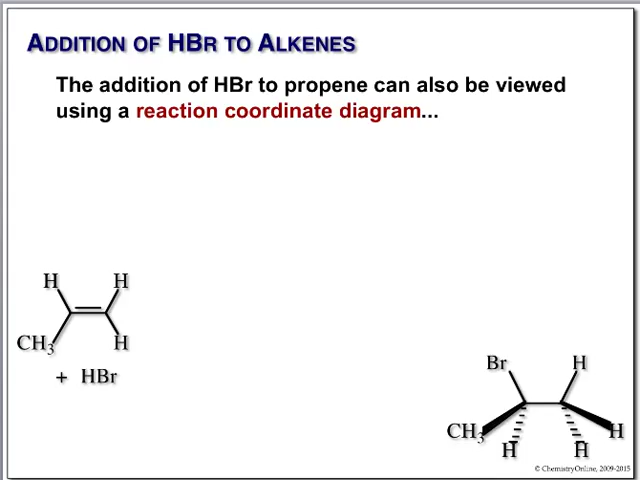 ADDITION OF HBR TO ALKENES
The addition of HBr to propene can also be viewed
using a reaction coordinate diagram...
H H
CH3 H
+ HBr
Br H
CH3 H
H H
© ChemistryOnline, 2009-2015